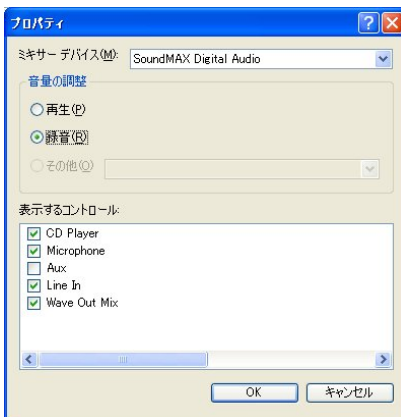 プロパティ
ミキサー デバイス(M): SoundMAX Digital Audio
音量の調整
再生(P)
録音(R)
その他(O)
表示するコントロール:
CD Player
Microphone
Aux
Line In
Wave Out Mix
OK キャンセル